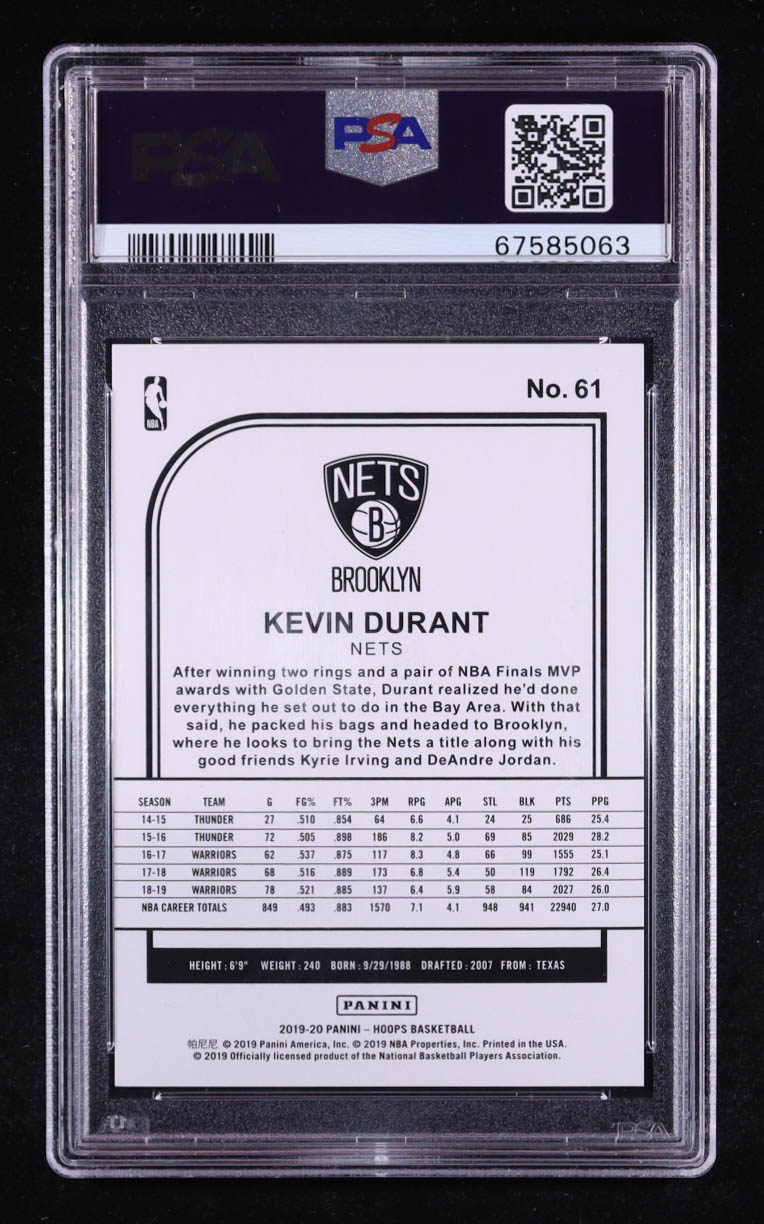 PSA
PSA
67585063
No. 61
NBA
NETS
B
BROOKLYN
KEVIN DURANT
NETS
After winning two rings and a pair of NBA Finals MVP
awards with Golden State, Durant realized he'd done
everything he set out to do in the Bay Area. With that
said, he packed his bags and headed to Brooklyn,
where he looks to bring the Nets a title along with his
good friends Kyrie Irving and DeAndre Jordan.
SEASON TEAM G FG% FT% 3PM RPG APG STL BLK PTS PPG
14-15 THUNDER 27 .510 .854 64 6.6 4.1 24 25 686 25.4
15-16 THUNDER 72 .505 .898 186 8.2 5.0 69 85 2029 28.2
16-17 WARRIORS 62 .537 .875 117 8.3 4.8 66 99 1555 25.1
17-18 WARRIORS 68 .516 .889 173 6.8 5.4 50 119 1792 26.4
18-19 WARRIORS 78 .521 .885 137 6.4 5.9 58 84 2027 26.0
NBA CAREER TOTALS 849 .493 .883 1570 7.1 4.1 948 941 22940 27.0
HEIGHT: 6'9" WEIGHT: 240 BORN: 9/29/1988 DRAFTED: 2007 FROM: TEXAS
PANINI
2019-20 PANINI – HOOPS BASKETBALL
帕尼尼 © 2019 Panini America, Inc. © 2019 NBA Properties, Inc. Printed in the USA.
© 2019 Officially licensed product of the National Basketball Players Association.
PSA